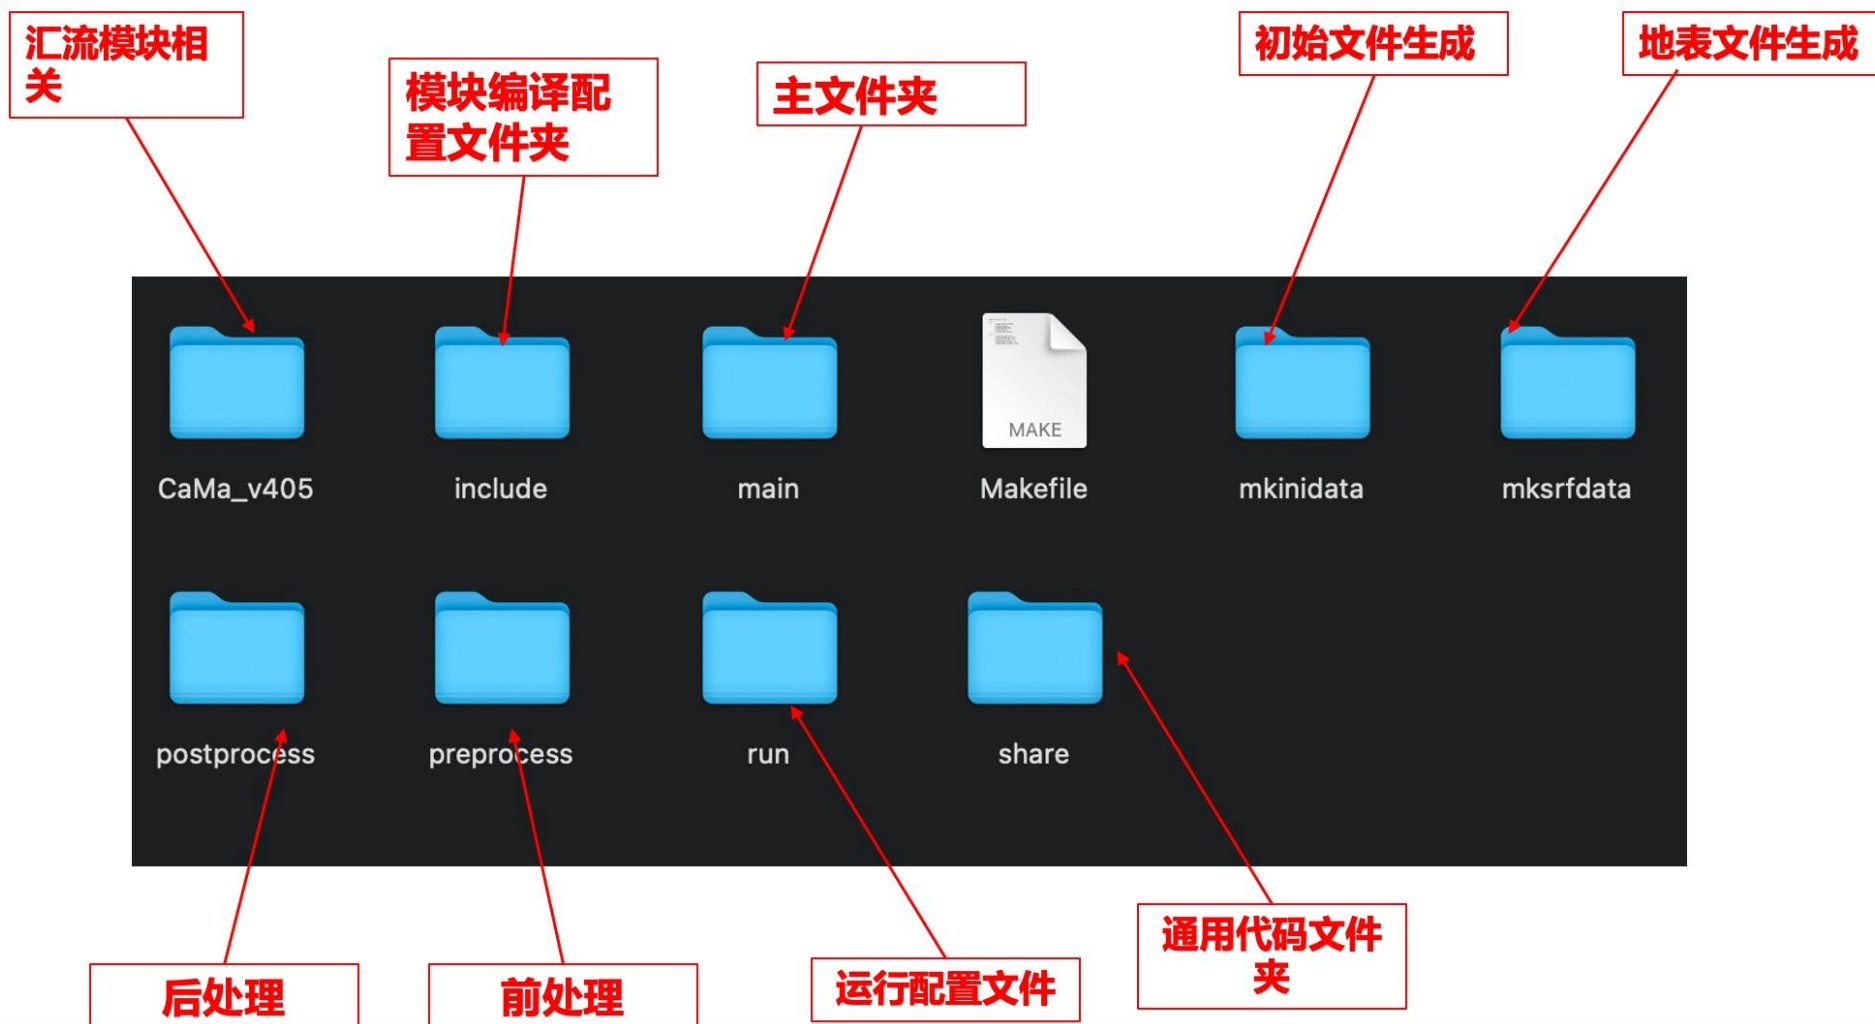 汇流模块相
关
模块编译配
置文件夹
主文件夹
初始文件生成
地表文件生成
MAKE
CaMa_v405
include
main
Makefile
mkinidata
mksrfdata
postprocess
preprocess
run
share
后处理
前处理
运行配置文件
通用代码文件
夹